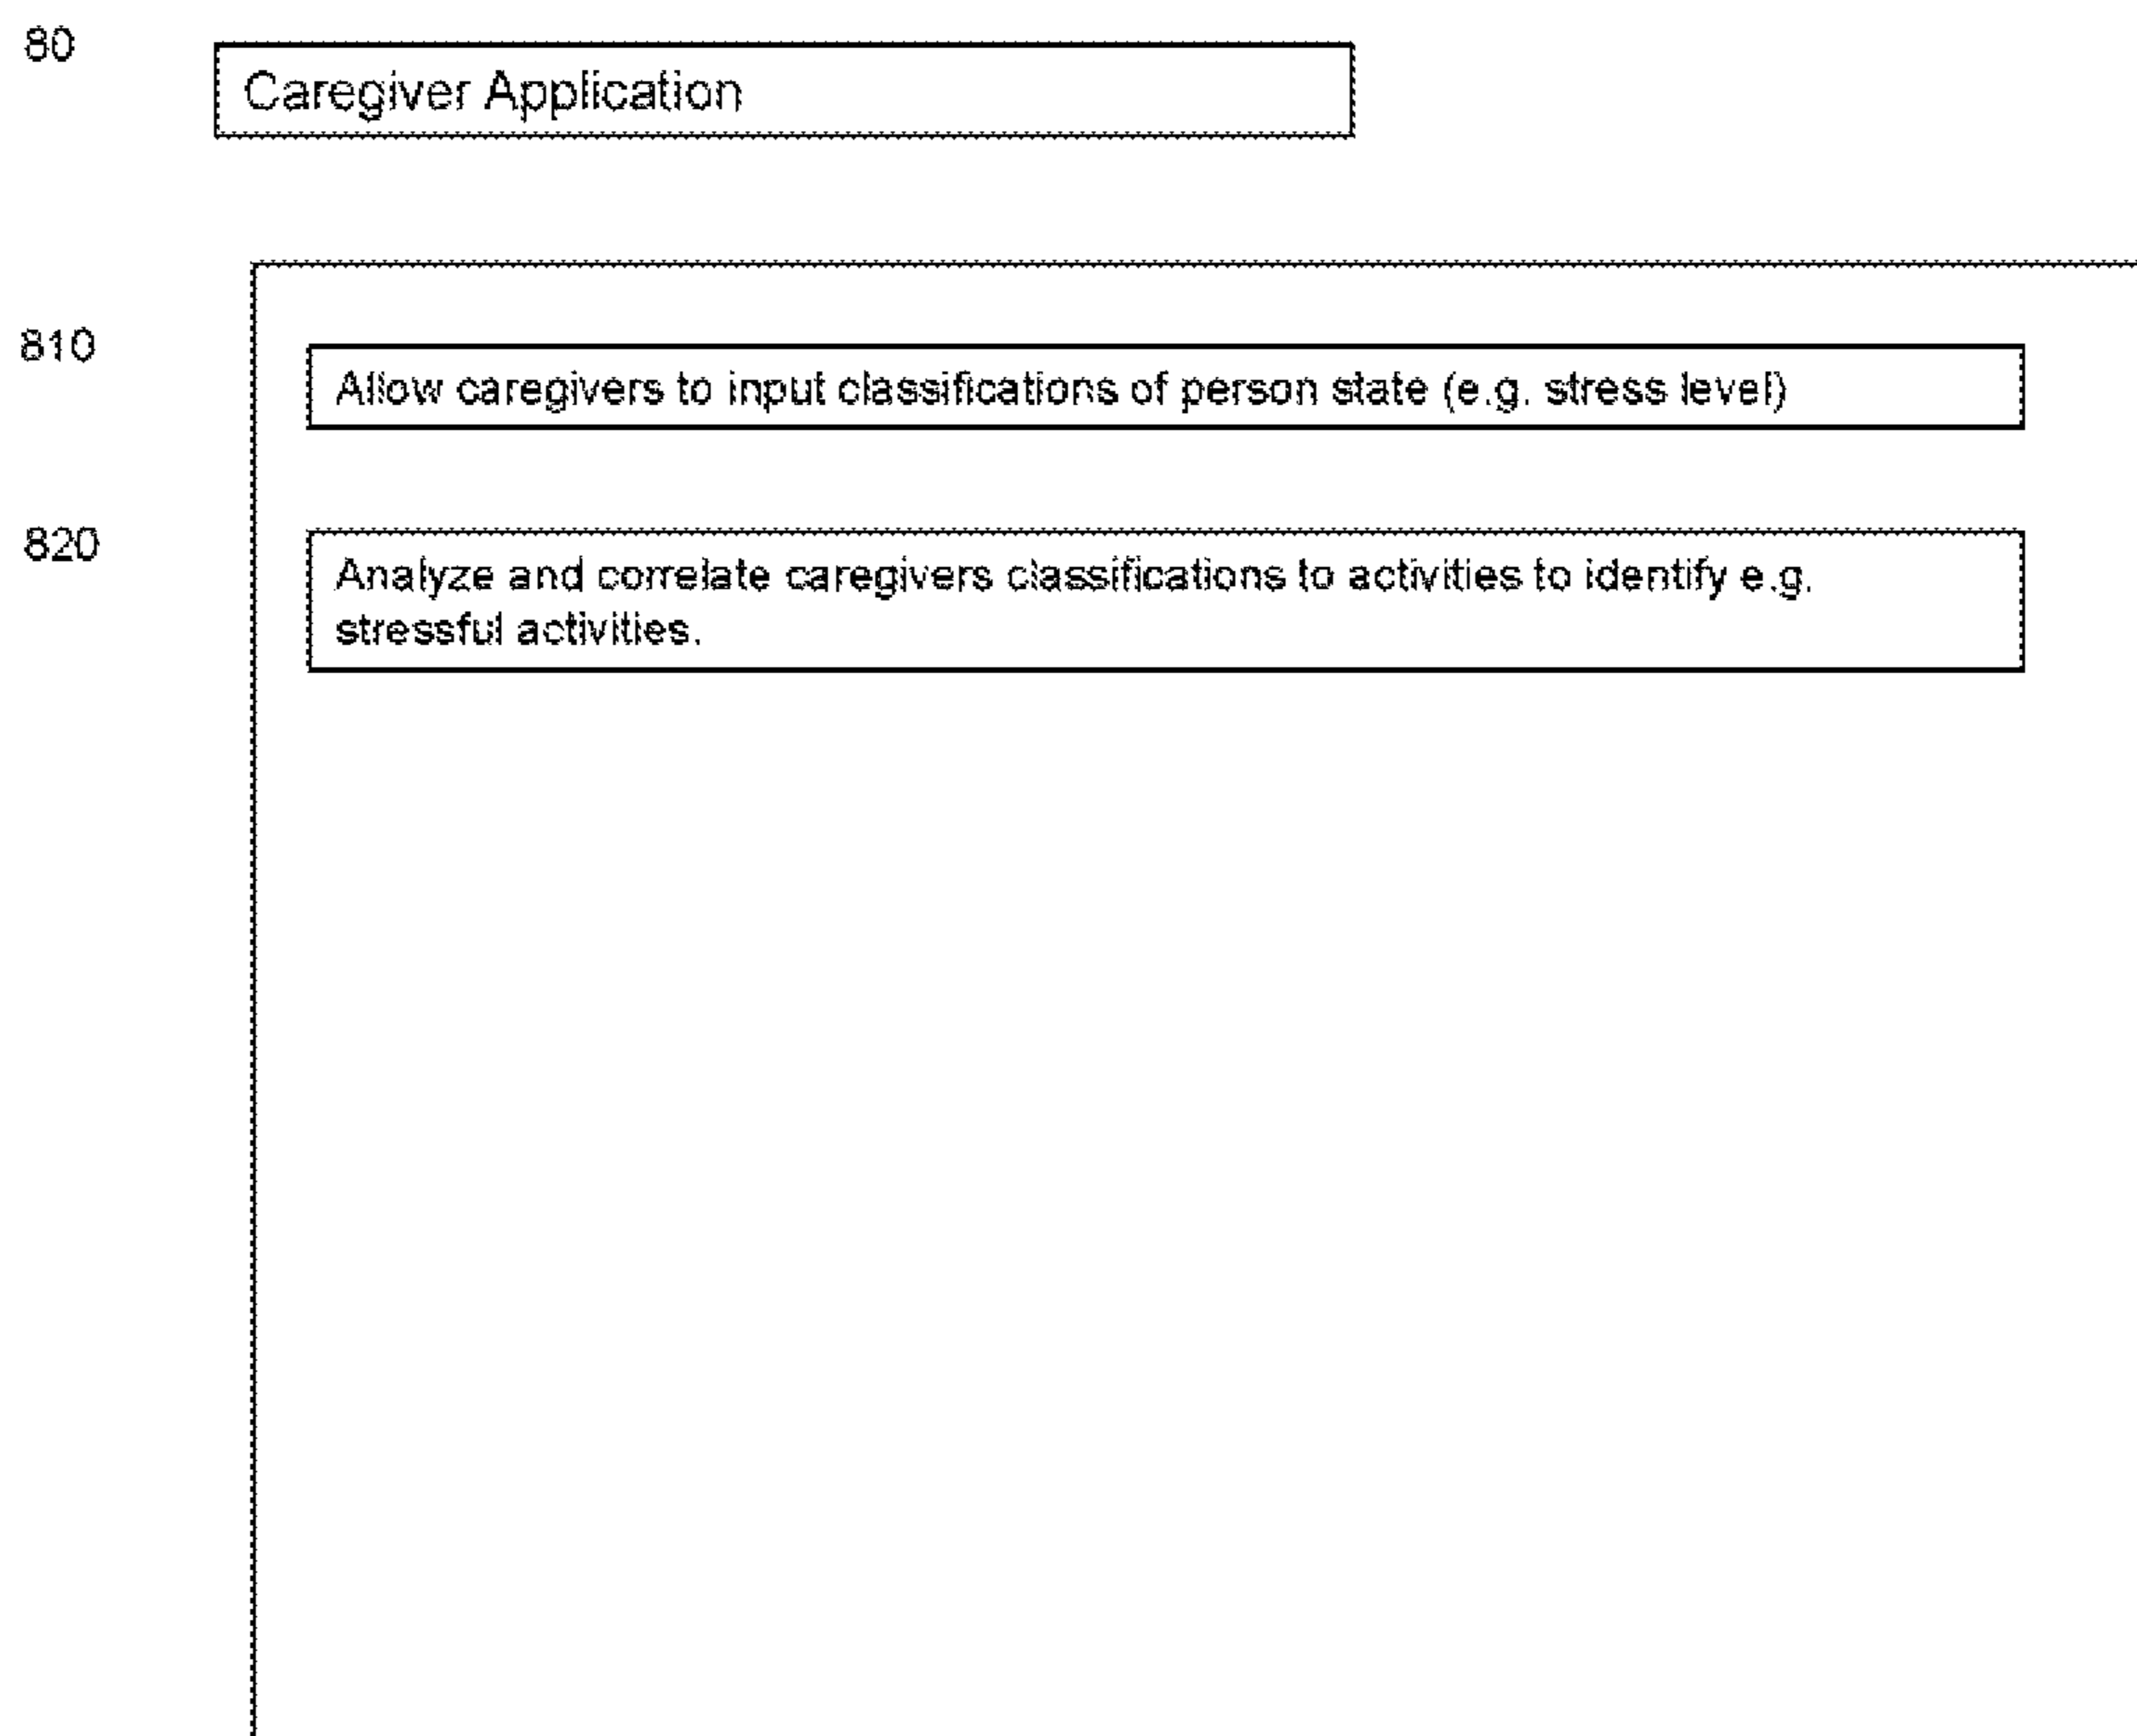 80
Caregiver Application
810
Allow caregivers to input classifications of person state (e.g. stress level)
820
Analyze and correlate caregivers classifications to activities to identify e.g.
stressful activities.